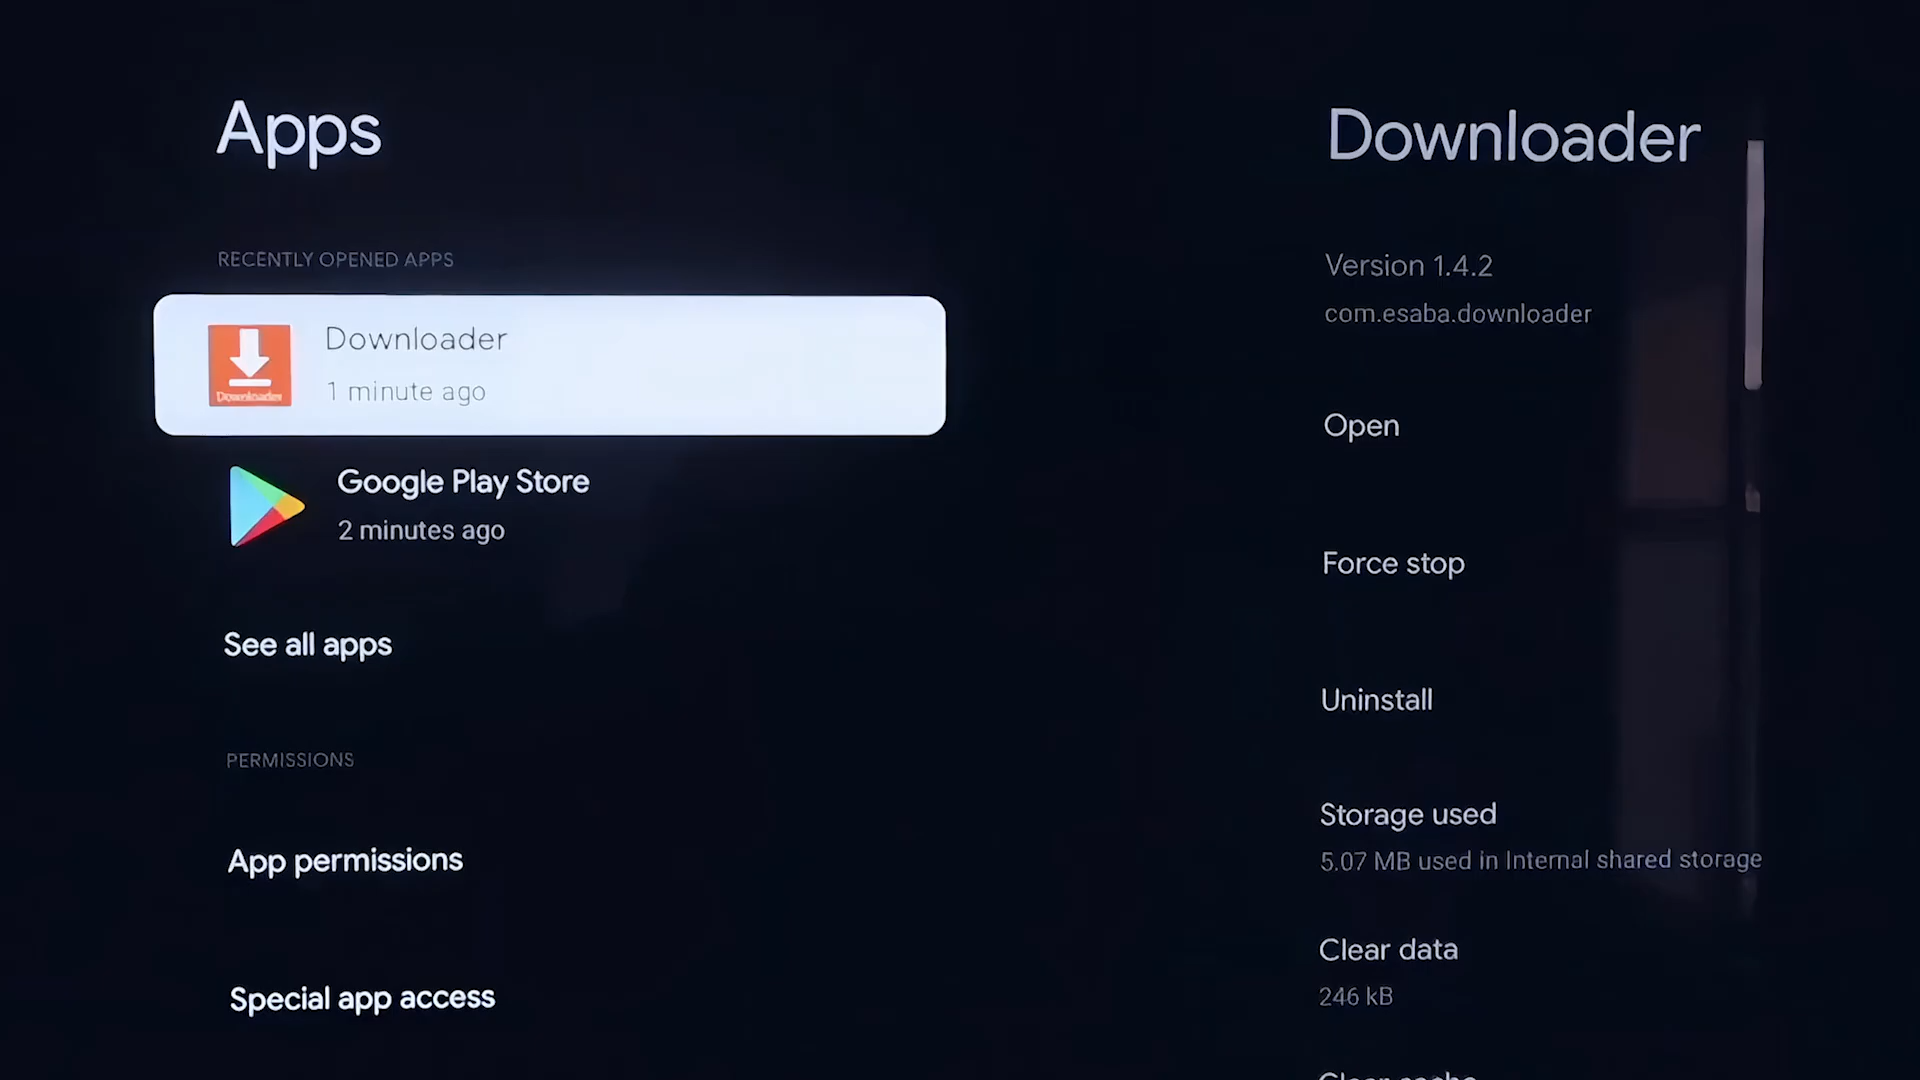 Apps
RECENTLY OPENED APPS
Downloader
1 minute ago
Downloader
Google Play Store
2 minutes ago
See all apps
PERMISSIONS
App permissions
Special app access
Downloader
Version 1.4.2
com.esaba.downloader
Open
Force stop
Uninstall
Storage used
5.07 MB used in Internal shared storage
Clear data
246 kB